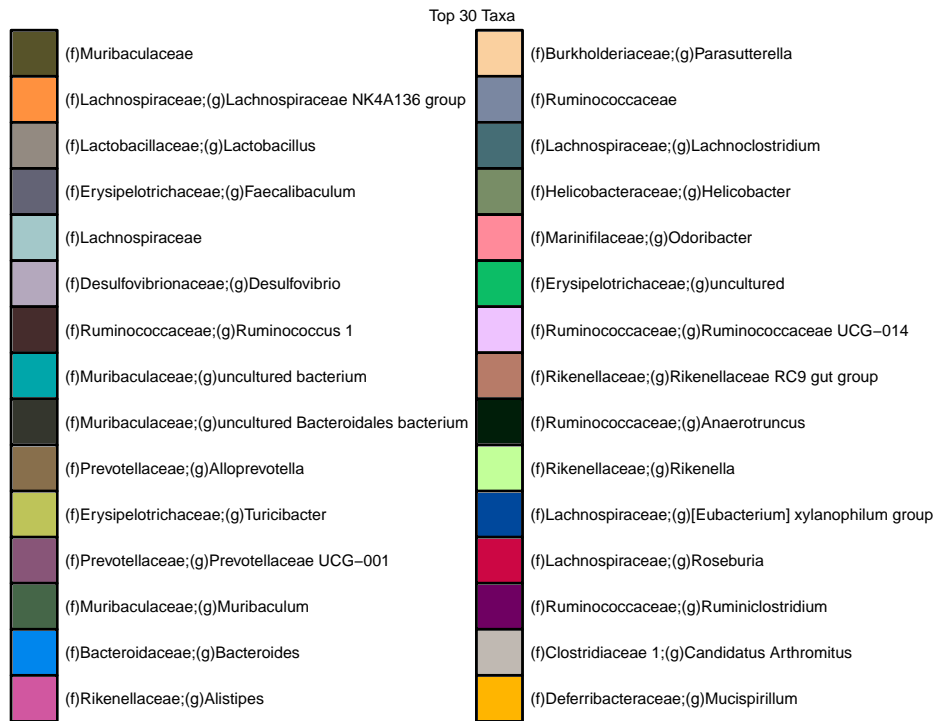 Top 30 Taxa
(f)Muribaculaceae
(f)Lachnospiraceae;(g)Lachnospiraceae NK4A136 group
(f)Lactobacillaceae;(g)Lactobacillus
(f)Erysipelotrichaceae;(g)Faecalibaculum
(f)Lachnospiraceae
(f)Desulfovibrionaceae;(g)Desulfovibrio
(f)Ruminococcaceae;(g)Ruminococcus 1
(f)Muribaculaceae;(g)uncultured bacterium
(f)Muribaculaceae;(g)uncultured Bacteroidales bacterium
(f)Prevotellaceae;(g)Alloprevotella
(f)Erysipelotrichaceae;(g)Turicibacter
(f)Prevotellaceae;(g)Prevotellaceae UCG−001
(f)Muribaculaceae;(g)Muribaculum
(f)Bacteroidaceae;(g)Bacteroides
(f)Rikenellaceae;(g)Alistipes
(f)Burkholderiaceae;(g)Parasutterella
(f)Ruminococcaceae
(f)Lachnospiraceae;(g)Lachnoclostridium
(f)Helicobacteraceae;(g)Helicobacter
(f)Marinifilaceae;(g)Odoribacter
(f)Erysipelotrichaceae;(g)uncultured
(f)Ruminococcaceae;(g)Ruminococcaceae UCG−014
(f)Rikenellaceae;(g)Rikenellaceae RC9 gut group
(f)Ruminococcaceae;(g)Anaerotruncus
(f)Rikenellaceae;(g)Rikenella
(f)Lachnospiraceae;(g)[Eubacterium] xylanophilum group
(f)Lachnospiraceae;(g)Roseburia
(f)Ruminococcaceae;(g)Ruminiclostridium
(f)Clostridiaceae 1;(g)Candidatus Arthromitus
(f)Deferribacteraceae;(g)Mucispirillum